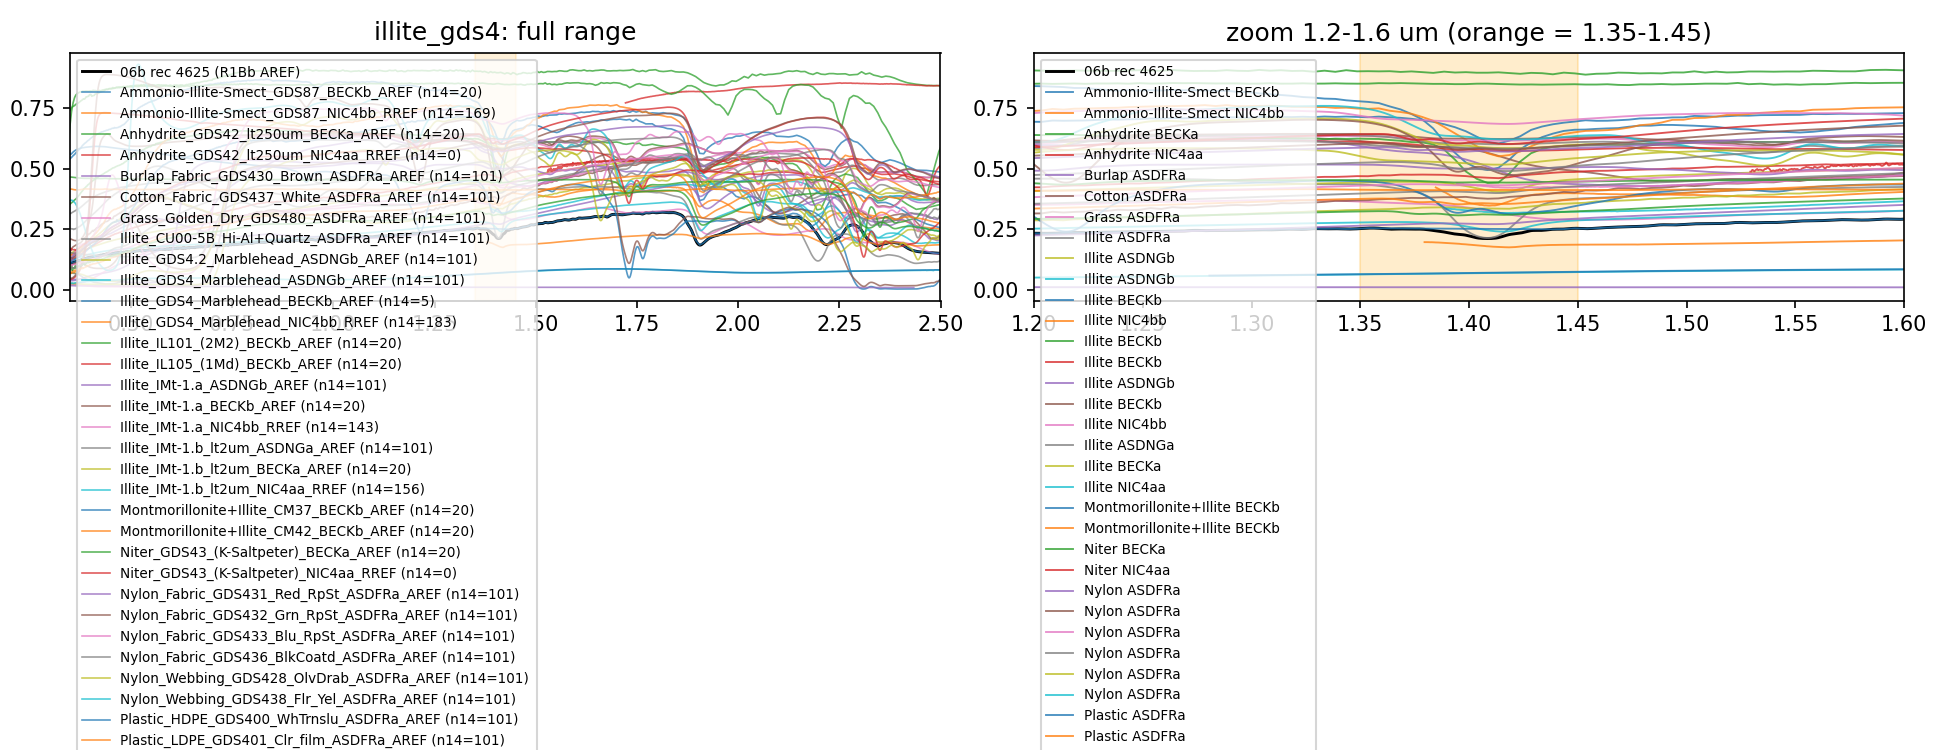 illite_gds4: full range
0.75
0.50
0.25
0.00
06b rec 4625 (R1Bb AREF)
Ammonio-Illite-Smect_GDS87_BECKb_AREF (n14=20)
Ammonio-Illite-Smect_GDS87_NIC4bb_RREF (n14=169)
Anhydrite_GDS42_lt250um_BECKa_AREF (n14=20)
Anhydrite_GDS42_lt250um_NIC4aa_RREF (n14=0)
Burlap_Fabric_GDS430_Brown_ASDFRa_AREF (n14=101)
Cotton_Fabric_GDS437_White_ASDFRa_AREF (n14=101)
Grass_Golden_Dry_GDS480_ASDFRa_AREF (n14=101)
Illite_CU00-5B_Hi-Al+Quartz_ASDFRa_AREF (n14=101)
Illite_GDS4.2_Marblehead_ASDNGb_AREF (n14=101)
Illite_GDS4_Marblehead_ASDNGb_AREF (n14=101)
Illite_GDS4_Marblehead_BECKb_AREF (n14=5)
Illite_GDS4_Marblehead_NIC4bb_RREF (n14=183)
Illite_IL101_(2M2)_BECKb_AREF (n14=20)
Illite_IL105_(1Md)_BECKb_AREF (n14=20)
Illite_IMt-1.a_ASDNGb_AREF (n14=101)
Illite_IMt-1.a_BECKb_AREF (n14=20)
Illite_IMt-1.a_NIC4bb_RREF (n14=143)
Illite_IMt-1.b_lt2um_ASDNGa_AREF (n14=101)
Illite_IMt-1.b_lt2um_BECKa_AREF (n14=20)
Illite_IMt-1.b_lt2um_NIC4aa_RREF (n14=156)
Montmorillonite+Illite_CM37_BECKb_AREF (n14=20)
Montmorillonite+Illite_CM42_BECKb_AREF (n14=20)
Niter_GDS43_(K-Saltpeter)_BECKa_AREF (n14=20)
Niter_GDS43_(K-Saltpeter)_NIC4aa_RREF (n14=0)
Nylon_Fabric_GDS431_Red_RpSt_ASDFRa_AREF (n14=101)
Nylon_Fabric_GDS432_Grn_RpSt_ASDFRa_AREF (n14=101)
Nylon_Fabric_GDS433_Blu_RpSt_ASDFRa_AREF (n14=101)
Nylon_Fabric_GDS436_BlkCoatd_ASDFRa_AREF (n14=101)
Nylon_Webbing_GDS428_OlvDrab_ASDFRa_AREF (n14=101)
Nylon_Webbing_GDS438_Flr_Yel_ASDFRa_AREF (n14=101)
Plastic_HDPE_GDS400_WhTrnslu_ASDFRa_AREF (n14=101)
Plastic_LDPE_GDS401_Clr_film_ASDFRa_AREF (n14=101)
0.50 0.75 1.00 1.25 1.50 1.75 2.00 2.25 2.50
zoom 1.2-1.6 um (orange = 1.35-1.45)
0.75
0.50
0.25
0.00
06b rec 4625
Ammonio-Illite-Smect BECKb
Ammonio-Illite-Smect NIC4bb
Anhydrite BECKa
Anhydrite NIC4aa
Burlap ASDFRa
Cotton ASDFRa
Grass ASDFRa
Illite ASDFRa
Illite ASDNGb
Illite ASDNGb
Illite BECKb
Illite NIC4bb
Illite BECKb
Illite BECKb
Illite ASDNGb
Illite BECKb
Illite NIC4bb
Illite ASDNGa
Illite BECKa
Illite NIC4aa
Montmorillonite+Illite BECKb
Montmorillonite+Illite BECKb
Niter BECKa
Niter NIC4aa
Nylon ASDFRa
Nylon ASDFRa
Nylon ASDFRa
Nylon ASDFRa
Nylon ASDFRa
Nylon ASDFRa
Plastic ASDFRa
Plastic ASDFRa
1.20 1.25 1.30 1.35 1.40 1.45 1.50 1.55 1.60